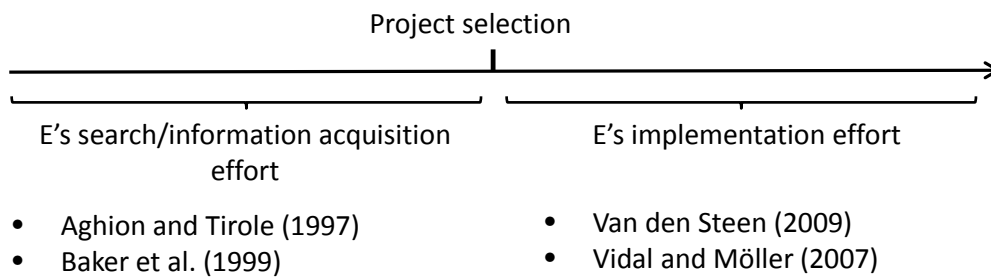 Project selection
E's search/information acquisition
effort
• Aghion and Tirole (1997)
• Baker et al. (1999)
E's implementation effort
• Van den Steen (2009)
• Vidal and Möller (2007)